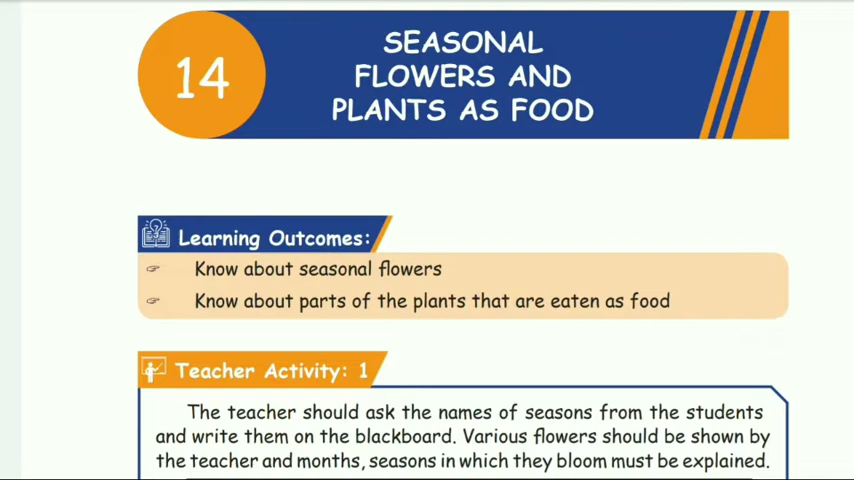 14
SEASONAL
FLOWERS AND
PLANTS AS FOOD
Learning Outcomes:
☞ Know about seasonal flowers
☞ Know about parts of the plants that are eaten as food
Teacher Activity: 1
The teacher should ask the names of seasons from the students
and write them on the blackboard. Various flowers should be shown by
the teacher and months, seasons in which they bloom must be explained.